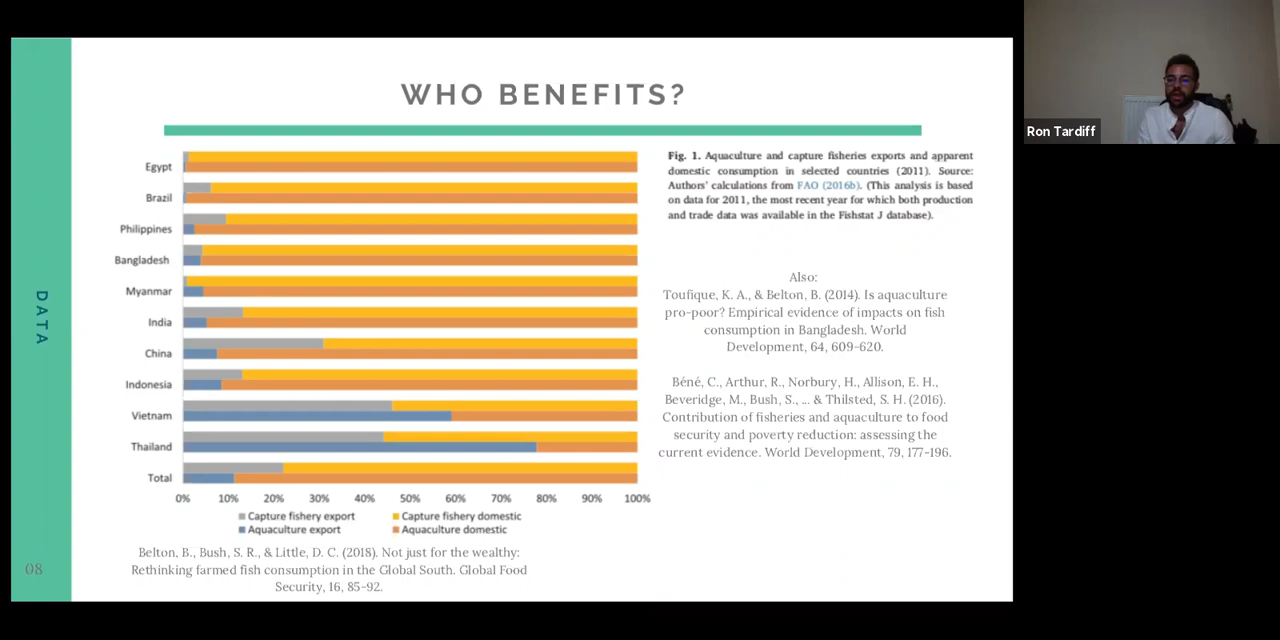 WHO BENEFITS?
DATA
08
Egypt
Brazil
Philippines
Bangladesh
Myanmar
India
China
Indonesia
Vietnam
Thailand
Total
0% 10% 20% 30% 40% 50% 60% 70% 80% 90% 100%
Capture fishery export Capture fishery domestic
Aquaculture export Aquaculture domestic
Belton, B., Bush, S. R., & Little, D. C. (2018). Not just for the wealthy:
Rethinking farmed fish consumption in the Global South. Global Food
Security, 16, 85-92.
Fig. 1. Aquaculture and capture fisheries exports and apparent
domestic consumption in selected countries (2011). Source:
Authors' calculations from FAO (2016b). (This analysis is based
on data for 2011, the most recent year for which both production
and trade data was available in the Fishstat J database).
Also:
Toufique, K. A., & Belton, B. (2014). Is aquaculture
pro-poor? Empirical evidence of impacts on fish
consumption in Bangladesh. World
Development, 64, 609-620.
Béné, C., Arthur, R., Norbury, H., Allison, E. H.,
Beveridge, M., Bush, S., ... & Thilsted, S. H. (2016).
Contribution of fisheries and aquaculture to food
security and poverty reduction: assessing the
current evidence. World Development, 79, 177-196.
Ron Tardiff